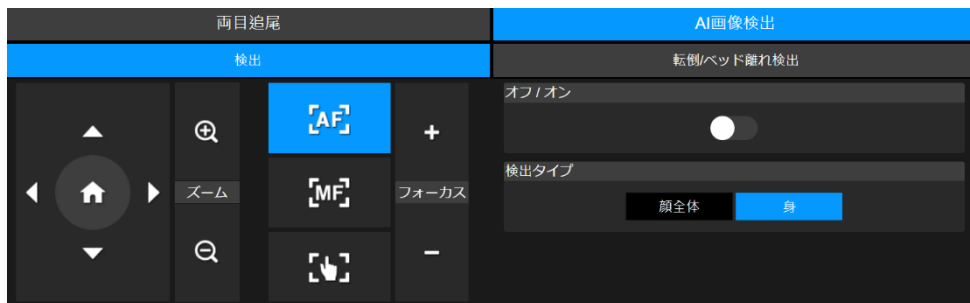 両目追尾
AI画像検出
検出
転倒/ベッド離れ検出
オフ / オン
AF
+
ズーム
MF
フォーカス
−
検出タイプ
顔全体
身